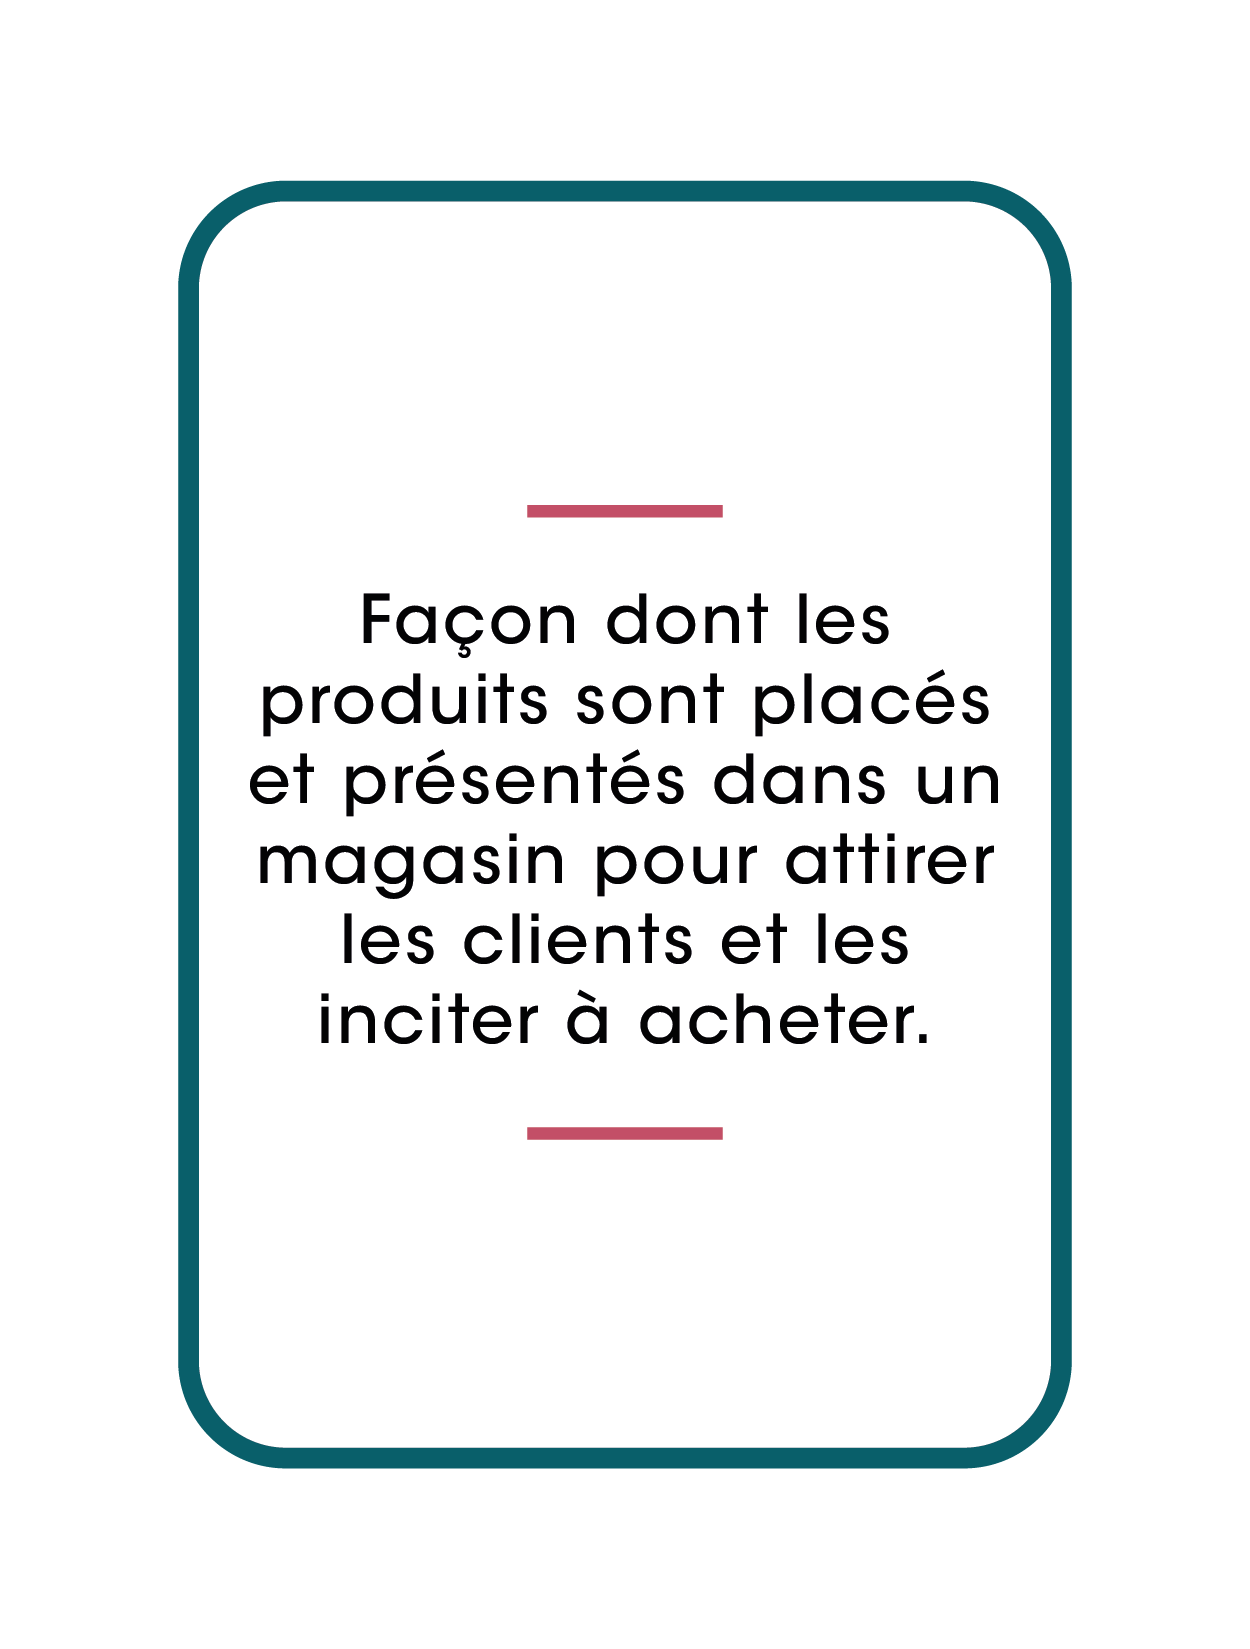 Façon dont les
produits sont placés
et présentés dans un
magasin pour attirer
les clients et les
inciter à acheter.